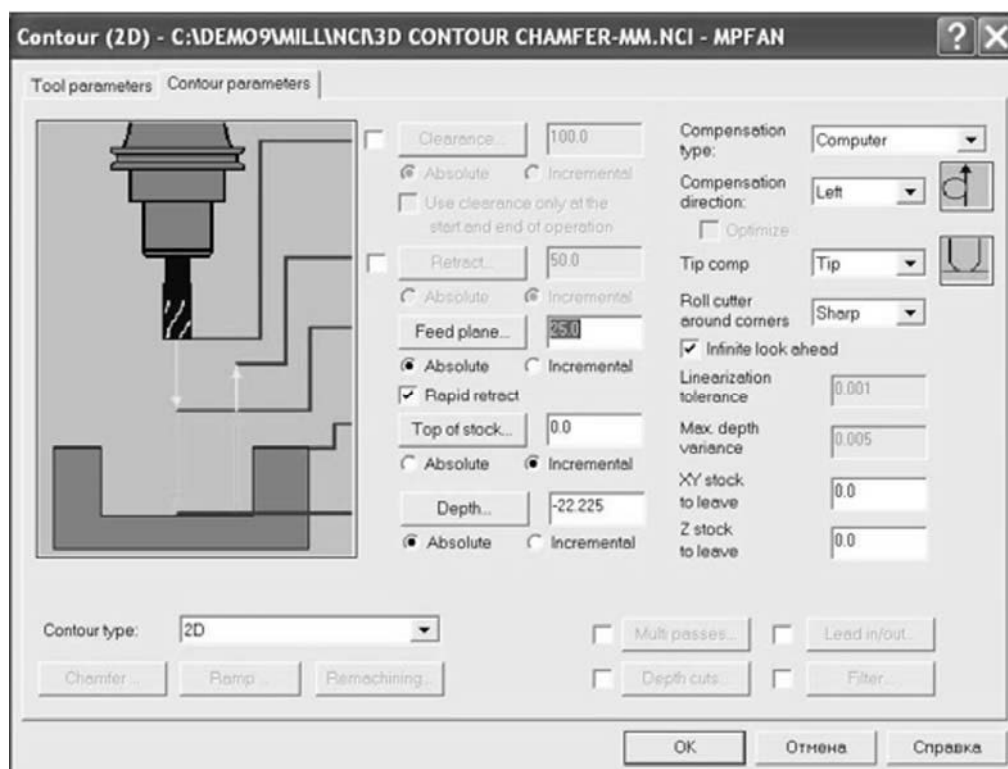 Contour (2D) - C:\DEMO9\MILL\NCI\3D CONTOUR CHAMFER-MM.NCI - MPFAN
Tool parameters Contour parameters
Clearance... 100.0
Absolute Incremental
Use clearance only at the
start and end of operation
Retract... 50.0
Absolute Incremental
Feed plane... 25.0
Absolute Incremental
Rapid retract
Top of stock... 0.0
Absolute Incremental
Depth... -22.225
Absolute Incremental
Compensation
type: Computer
Compensation
direction: Left
Optimize
Tip comp Tip
Roll cutter
around corners Sharp
Infinite look ahead
Linearization
tolerance 0.001
Max. depth
variance 0.005
XY stock
to leave 0.0
Z stock
to leave 0.0
Contour type: 2D
Multi passes... Lead in/out...
Chamfer... Ramp... Remachining... Depth cuts... Filter...
OK Отмена Справка